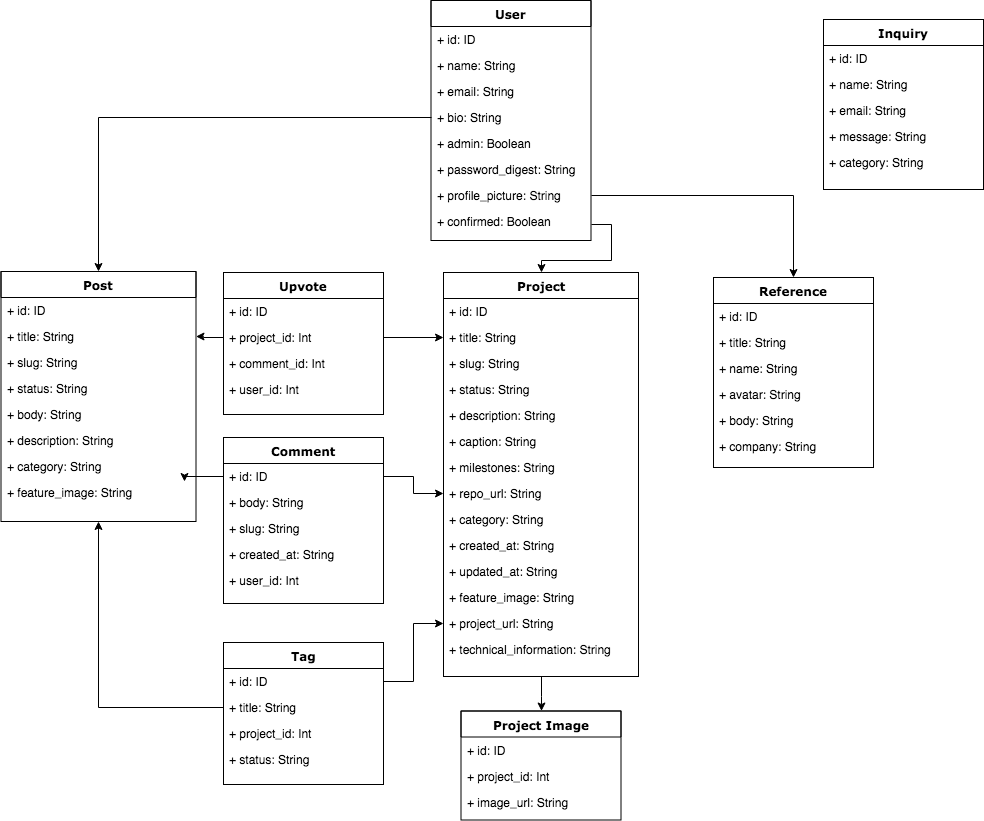 User
+ id: ID
+ name: String
+ email: String
+ bio: String
+ admin: Boolean
+ password_digest: String
+ profile_picture: String
+ confirmed: Boolean
Inquiry
+ id: ID
+ name: String
+ email: String
+ message: String
+ category: String
Post
+ id: ID
+ title: String
+ slug: String
+ status: String
+ body: String
+ description: String
+ category: String
+ feature_image: String
Upvote
+ id: ID
+ project_id: Int
+ comment_id: Int
+ user_id: Int
Project
+ id: ID
+ title: String
+ slug: String
+ status: String
+ description: String
+ caption: String
+ milestones: String
+ repo_url: String
+ category: String
+ created_at: String
+ updated_at: String
+ feature_image: String
+ project_url: String
+ technical_information: String
Reference
+ id: ID
+ title: String
+ name: String
+ avatar: String
+ body: String
+ company: String
Comment
+ id: ID
+ body: String
+ slug: String
+ created_at: String
+ user_id: Int
Tag
+ id: ID
+ title: String
+ project_id: Int
+ status: String
Project Image
+ id: ID
+ project_id: Int
+ image_url: String